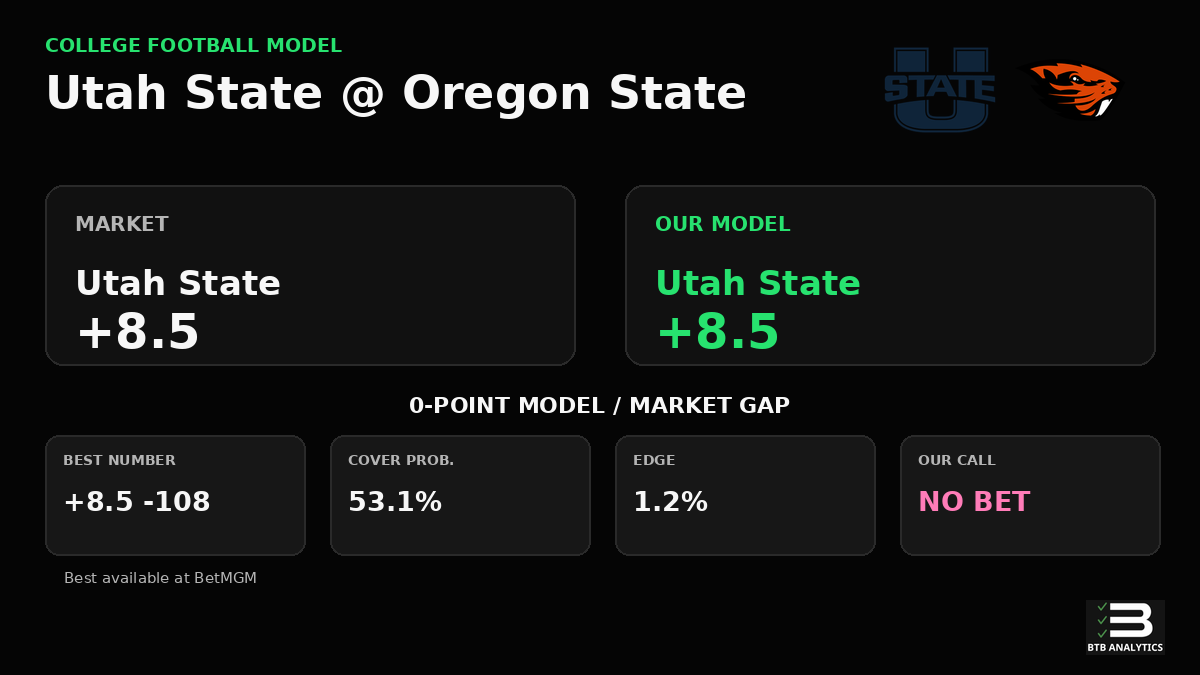 COLLEGE FOOTBALL MODEL
Utah State @ Oregon State
U
STATE
MARKET
Utah State
+8.5
OUR MODEL
Utah State
+8.5
0-POINT MODEL / MARKET GAP
BEST NUMBER
+8.5 -108
COVER PROB.
53.1%
EDGE
1.2%
OUR CALL
NO BET
Best available at BetMGM
B
BTB ANALYTICS